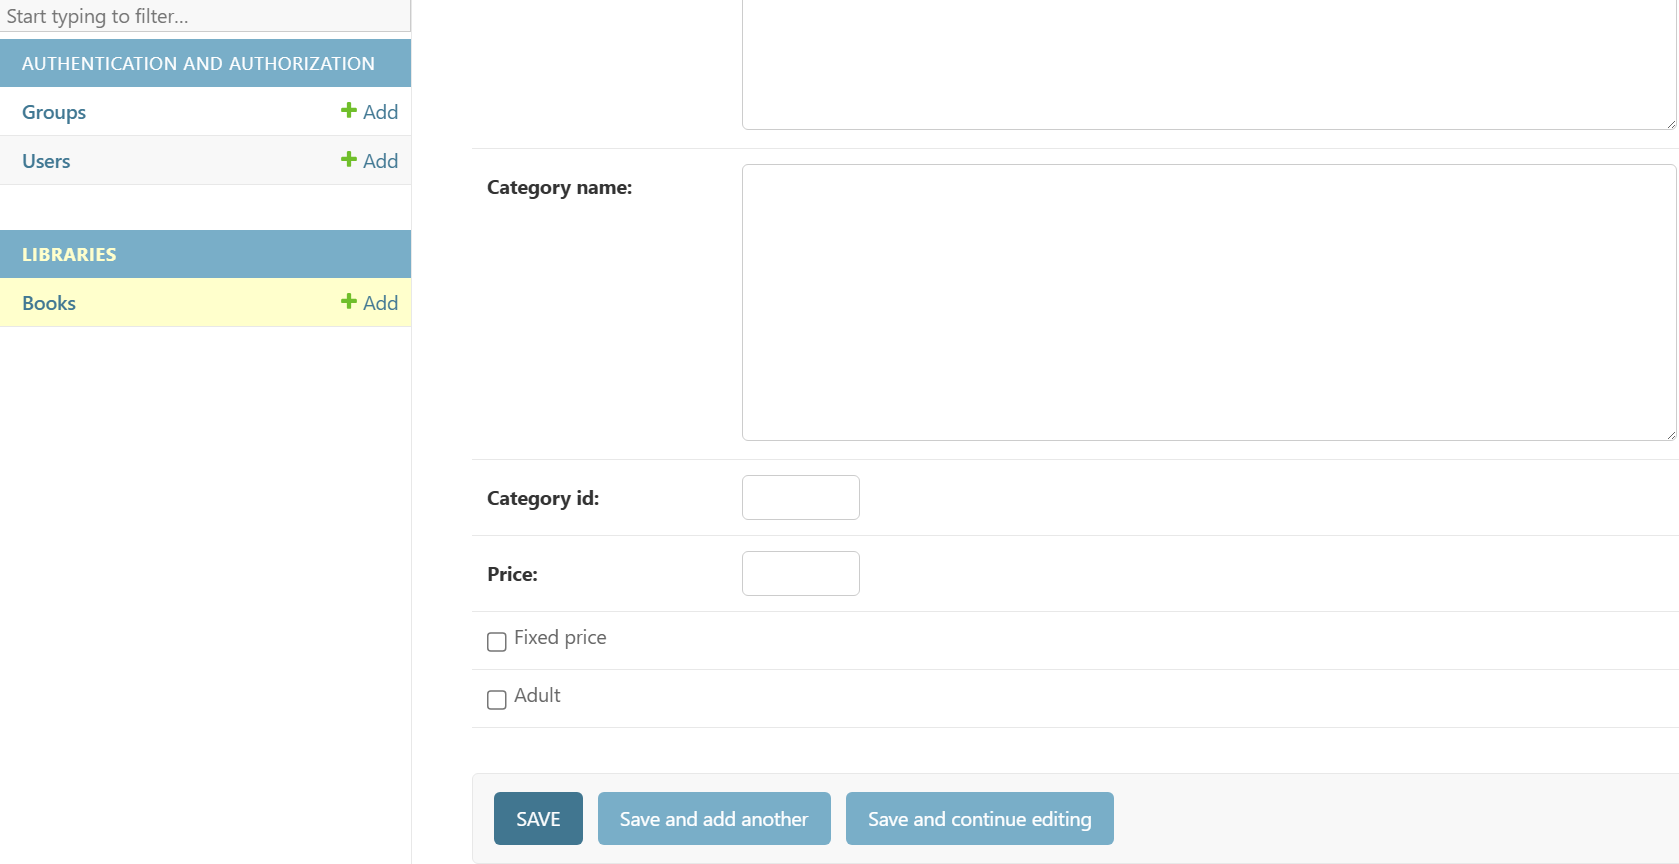 Start typing to filter...
AUTHENTICATION AND AUTHORIZATION
Groups
Add
Users
Add
LIBRARIES
Books
Add
Category name:
Category id:
Price:
Fixed price
Adult
SAVE
Save and add another
Save and continue editing